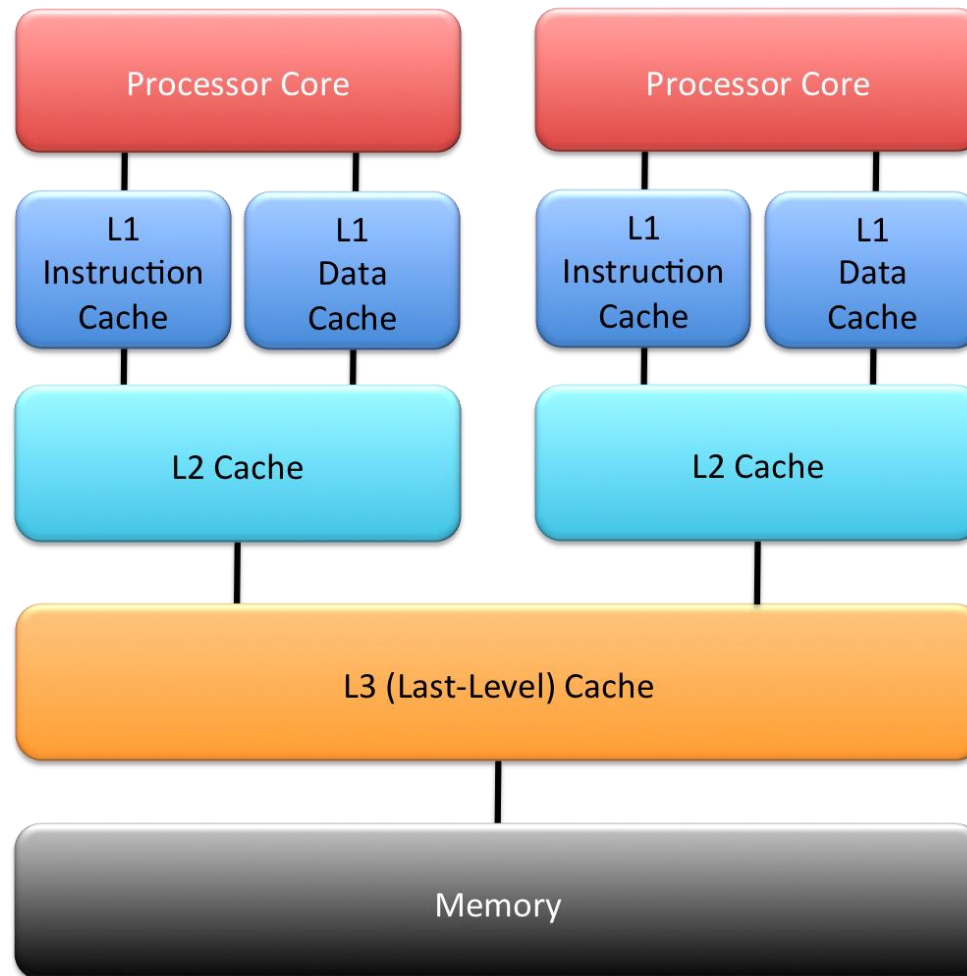 Processor Core
Processor Core
L1
Instruction
Cache
L1
Data
Cache
L1
Instruction
Cache
L1
Data
Cache
L2 Cache
L2 Cache
L3 (Last-Level) Cache
Memory